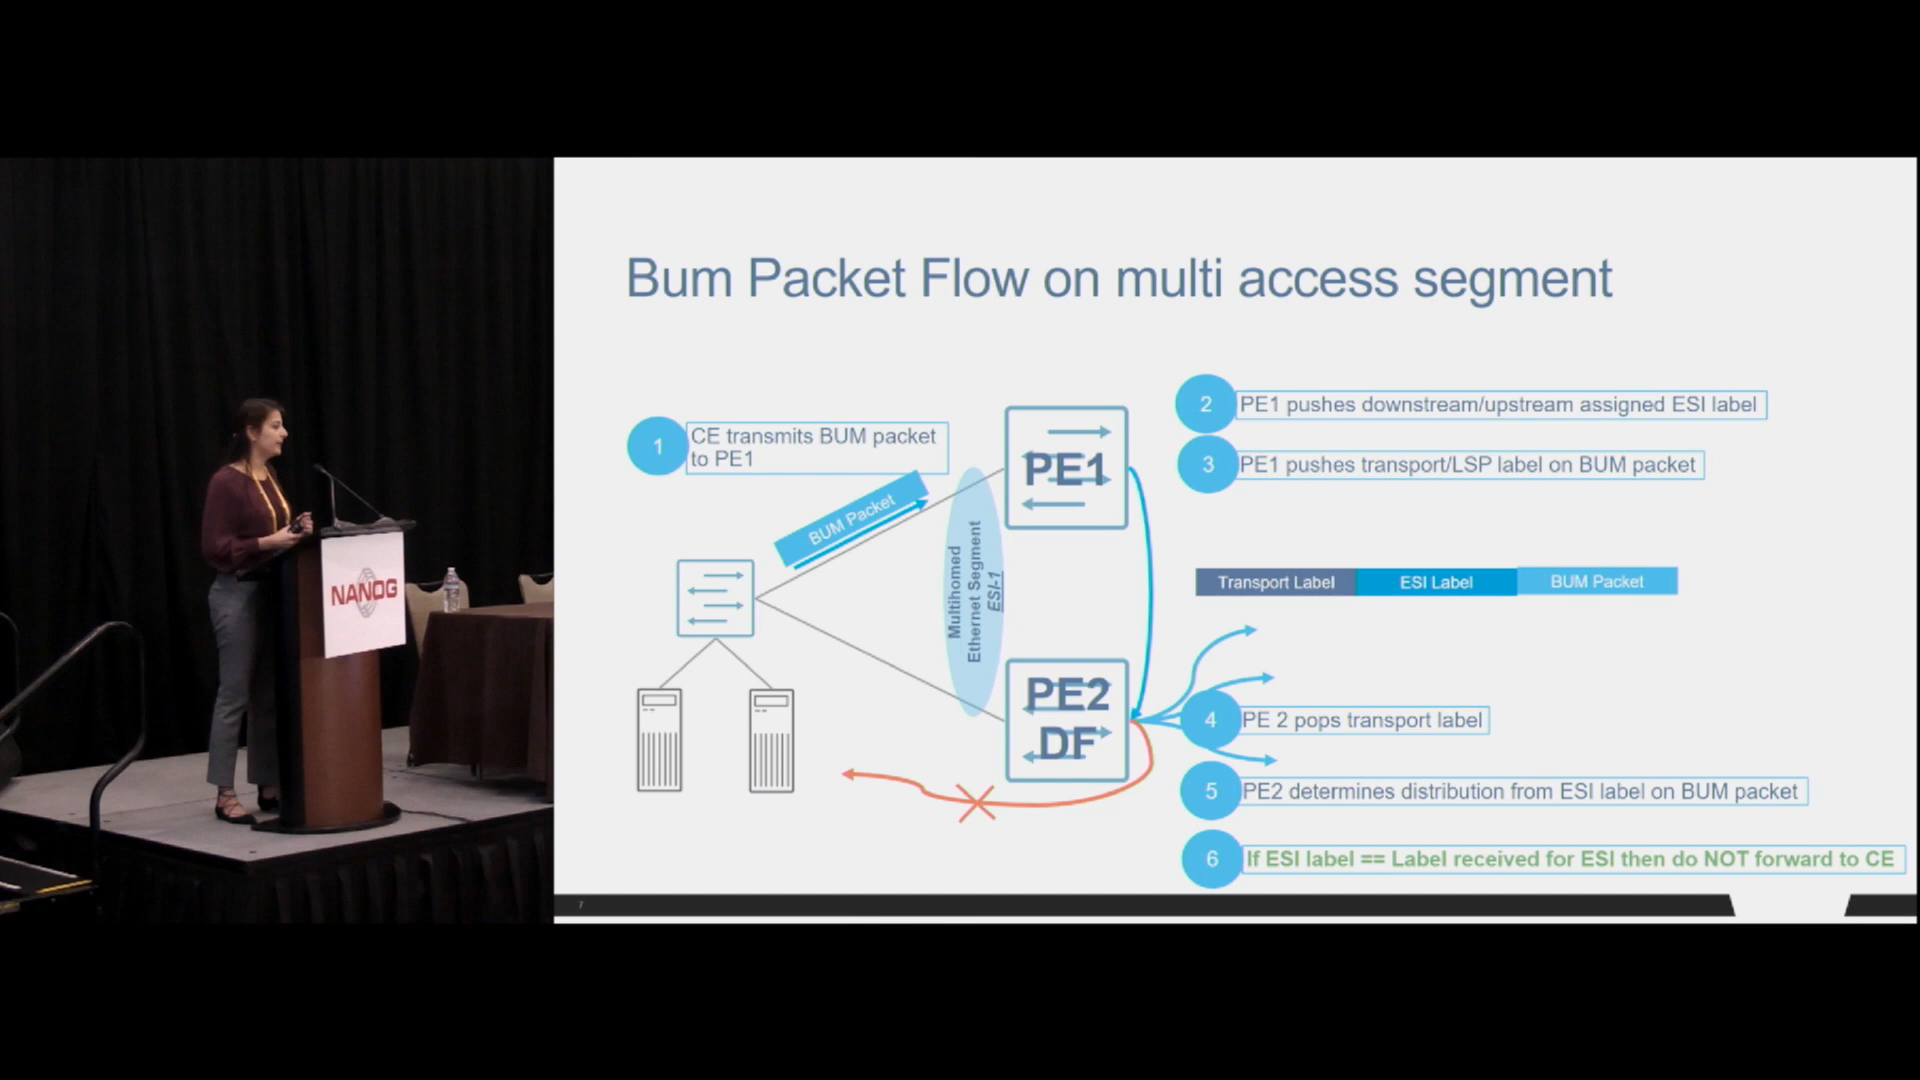 Bum Packet Flow on multi access segment
1
CE transmits BUM packet
to PE1
BUM Packet
Multihomed
Ethernet Segment
ESI-1
PE1
PE2
DF
2
PE1 pushes downstream/upstream assigned ESI label
3
PE1 pushes transport/LSP label on BUM packet
Transport Label
ESI Label
BUM Packet
4
PE 2 pops transport label
5
PE2 determines distribution from ESI label on BUM packet
6
If ESI label == Label received for ESI then do NOT forward to CE
7
NANOG